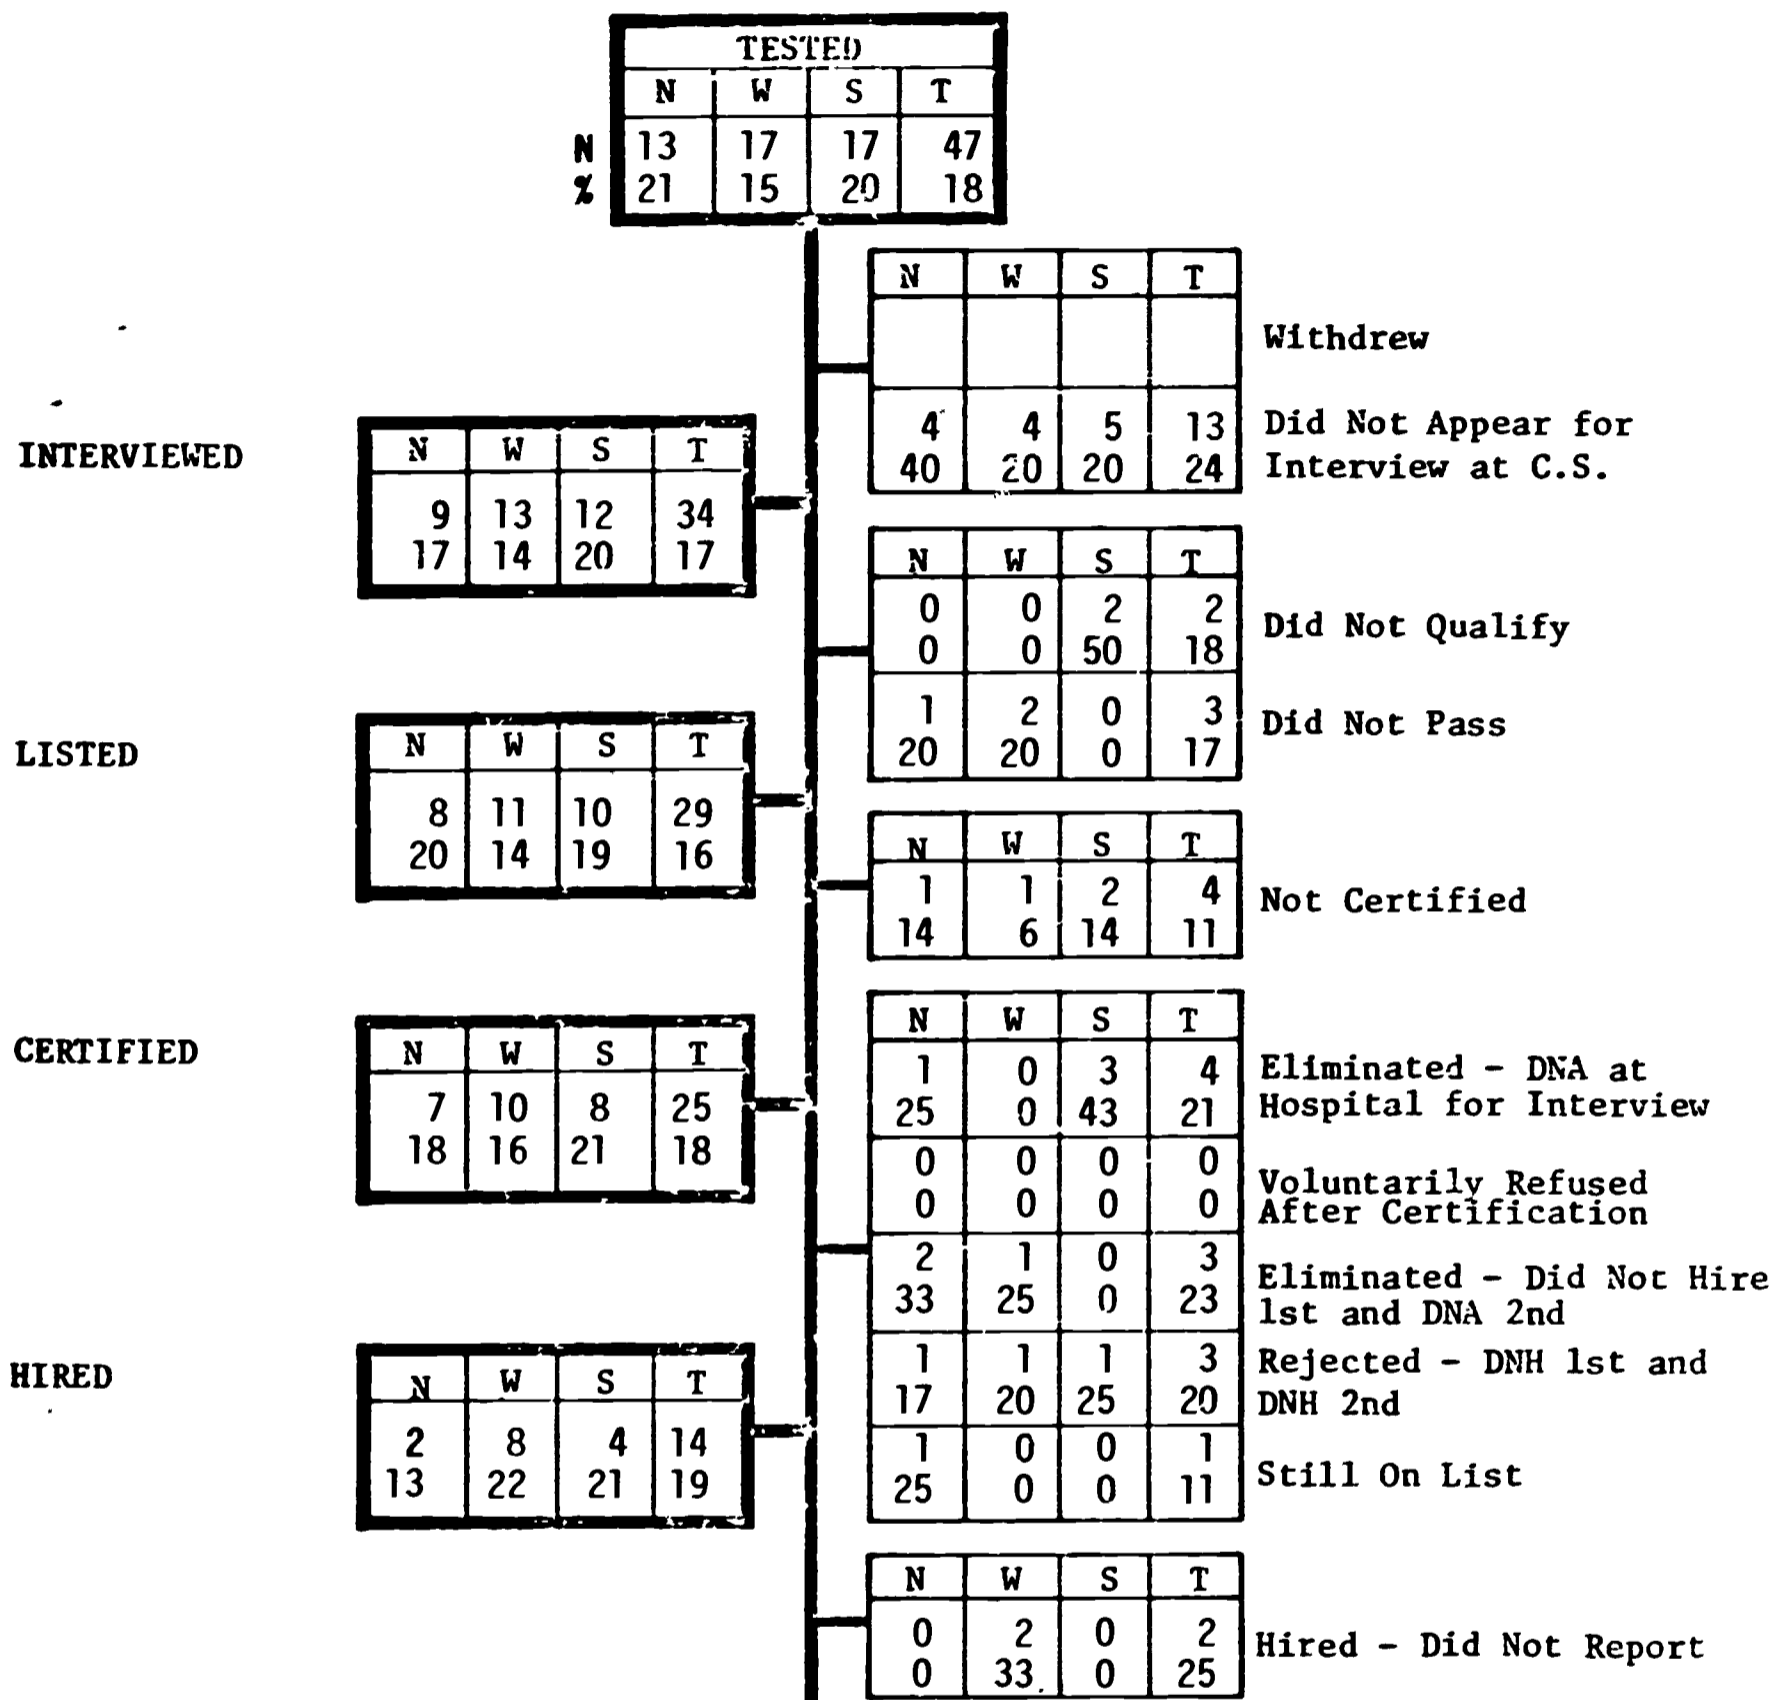 TESTED
N W S T
N 13 17 17 47
% 21 15 20 18
N W S T
Withdrew
4 4 5 13 Did Not Appear for
40 20 20 24 Interview at C.S.
INTERVIEWED
N W S T
9 13 12 34
17 14 20 17
N W S T
0 0 2 2
0 0 50 18
Did Not Qualify
1 2 0 3
20 20 0 17
Did Not Pass
LISTED
N W S T
8 11 10 29
20 14 19 16
N W S T
1 1 2 4
14 6 14 11
Not Certified
CERTIFIED
N W S T
7 10 8 25
18 16 21 18
N W S T
1 0 3 4 Eliminated - DNA at
25 0 43 21 Hospital for Interview
0 0 0 0 Voluntarily Refused
0 0 0 0 After Certification
2 1 0 3 Eliminated - Did Not Hire
33 25 0 23 1st and DNA 2nd
1 1 1 3 Rejected - DNH 1st and
17 20 25 20 DNH 2nd
1 0 0 1
25 0 0 11
Still On List
HIRED
N W S T
2 8 4 14
13 22 21 19
N W S T
0 2 0 2
0 33 0 25
Hired - Did Not Report